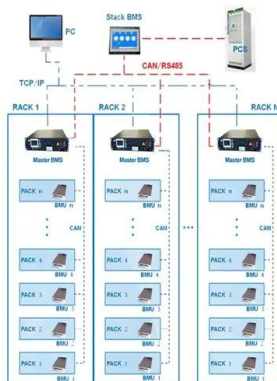 PC
Stack BMS
PCS
CAN/RS485
TCP/IP
RACK 1
RACK 2
RACK N
Master BMS
Master BMS
Master BMS
PACK n
BMU n
CAN
PACK 4
BMU 4
PACK 3
BMU 3
PACK 2
BMU 2
PACK 1
BMU 1
PACK n
BMU n
CAN
PACK 4
BMU 4
PACK 3
BMU 3
PACK 2
BMU 2
PACK 1
BMU 1
PACK n
BMU n
CAN
PACK 4
BMU 4
PACK 3
BMU 3
PACK 2
BMU 2
PACK 1
BMU 1